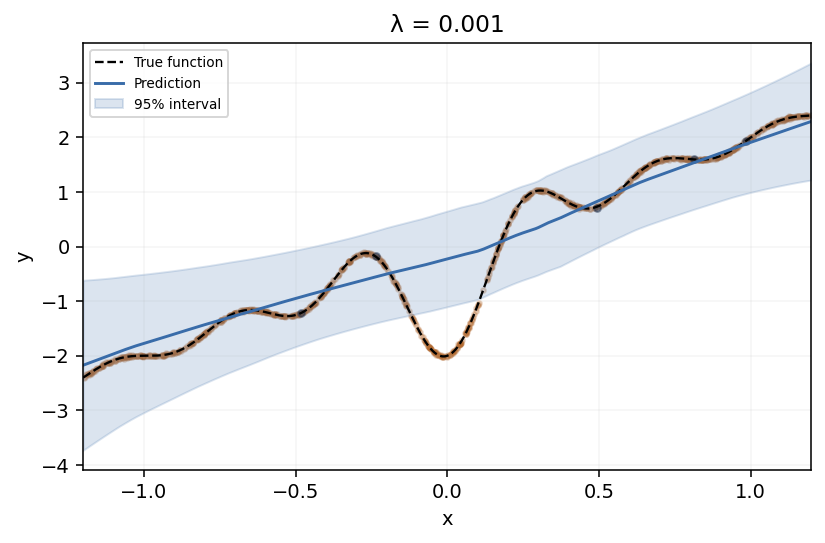 λ = 0.001
True function
Prediction
95% interval
y
3
2
1
0
−1
−2
−3
−4
−1.0 −0.5 0.0 0.5 1.0
x